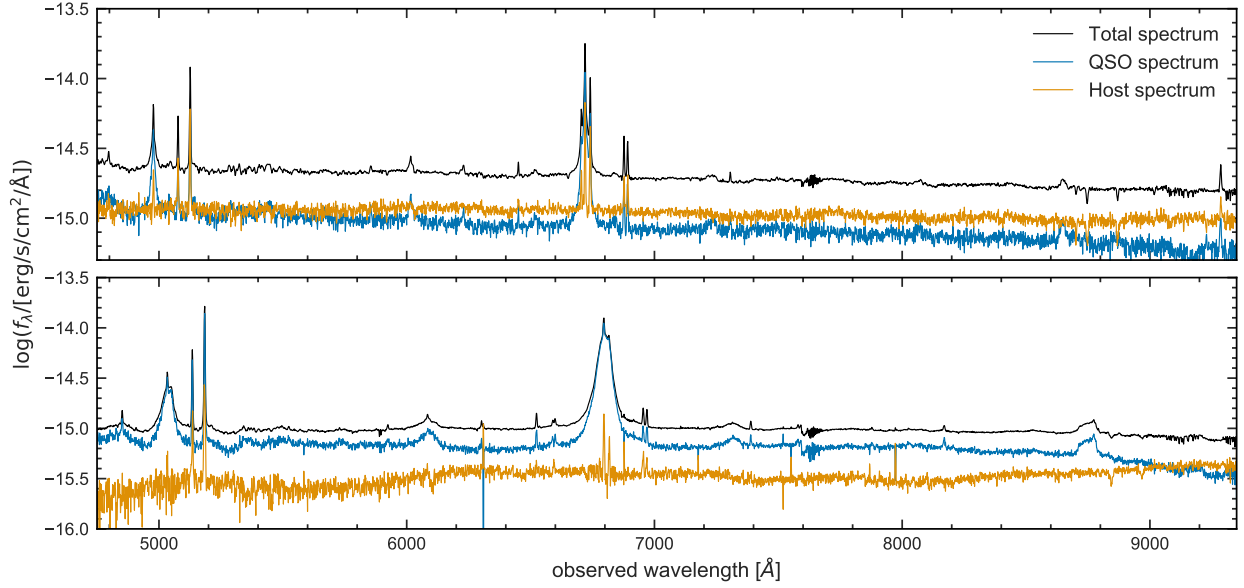 −13.5
−14.0
−14.5
−15.0
Total spectrum
QSO spectrum
Host spectrum
log(fλ/[erg/s/cm²/Å])
−13.5
−14.0
−14.5
−15.0
−15.5
−16.0
5000 6000 7000 8000 9000
observed wavelength [Å]